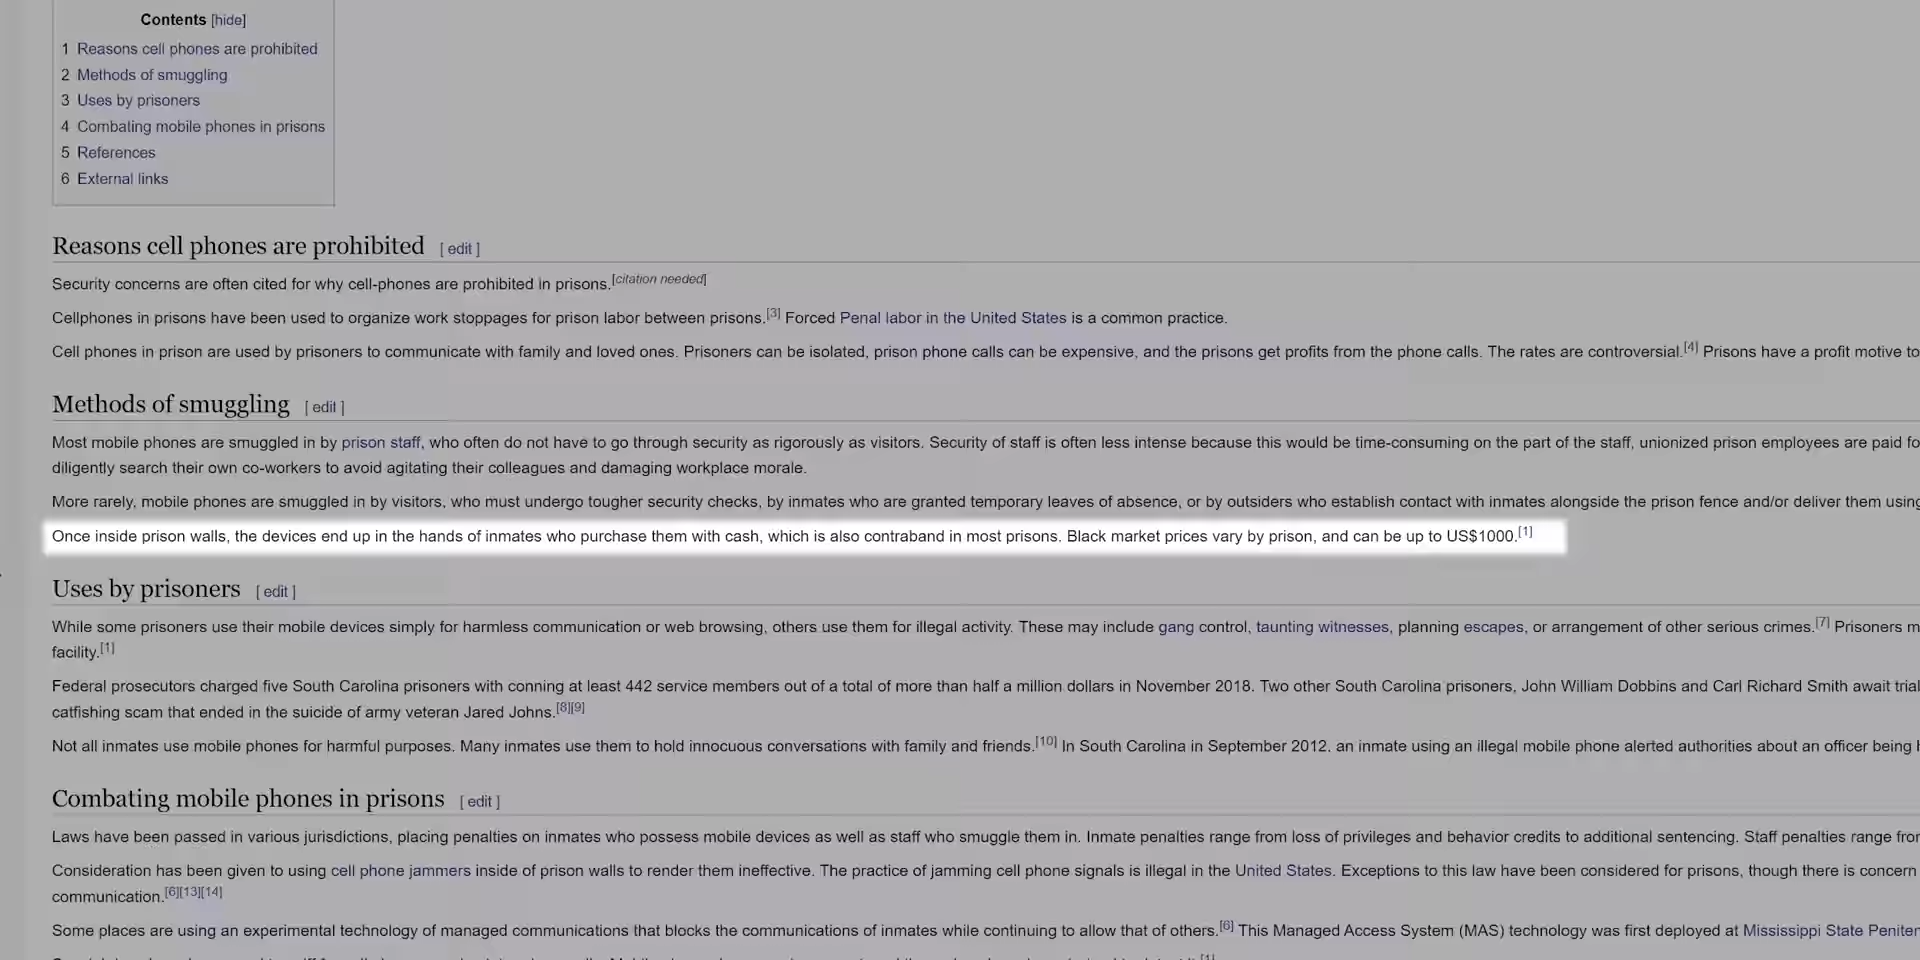 Contents [hide]
1 Reasons cell phones are prohibited
2 Methods of smuggling
3 Uses by prisoners
4 Combating mobile phones in prisons
5 References
6 External links
Reasons cell phones are prohibited [ edit ]
Security concerns are often cited for why cell-phones are prohibited in prisons.[citation needed]
Cellphones in prisons have been used to organize work stoppages for prison labor between prisons.[3] Forced Penal labor in the United States is a common practice.
Cell phones in prison are used by prisoners to communicate with family and loved ones. Prisoners can be isolated, prison phone calls can be expensive, and the prisons get profits from the phone calls. The rates are controversial.[4] Prisons have a profit motive to
Methods of smuggling [ edit ]
Most mobile phones are smuggled in by prison staff, who often do not have to go through security as rigorously as visitors. Security of staff is often less intense because this would be time-consuming on the part of the staff, unionized prison employees are paid fo
diligently search their own co-workers to avoid agitating their colleagues and damaging workplace morale.
More rarely, mobile phones are smuggled in by visitors, who must undergo tougher security checks, by inmates who are granted temporary leaves of absence, or by outsiders who establish contact with inmates alongside the prison fence and/or deliver them using
Once inside prison walls, the devices end up in the hands of inmates who purchase them with cash, which is also contraband in most prisons. Black market prices vary by prison, and can be up to US$1000.[1]
Uses by prisoners [ edit ]
While some prisoners use their mobile devices simply for harmless communication or web browsing, others use them for illegal activity. These may include gang control, taunting witnesses, planning escapes, or arrangement of other serious crimes.[7] Prisoners m
facility.[1]
Federal prosecutors charged five South Carolina prisoners with conning at least 442 service members out of a total of more than half a million dollars in November 2018. Two other South Carolina prisoners, John William Dobbins and Carl Richard Smith await trial
catfishing scam that ended in the suicide of army veteran Jared Johns.[8][9]
Not all inmates use mobile phones for harmful purposes. Many inmates use them to hold innocuous conversations with family and friends.[10] In South Carolina in September 2012, an inmate using an illegal mobile phone alerted authorities about an officer being
Combating mobile phones in prisons [ edit ]
Laws have been passed in various jurisdictions, placing penalties on inmates who possess mobile devices as well as staff who smuggle them in. Inmate penalties range from loss of privileges and behavior credits to additional sentencing. Staff penalties range from
Consideration has been given to using cell phone jammers inside of prison walls to render them ineffective. The practice of jamming cell phone signals is illegal in the United States. Exceptions to this law have been considered for prisons, though there is concern
communication.[6][13][14]
Some places are using an experimental technology of managed communications that blocks the communications of inmates while continuing to allow that of others.[6] This Managed Access System (MAS) technology was first deployed at Mississippi State Peniten